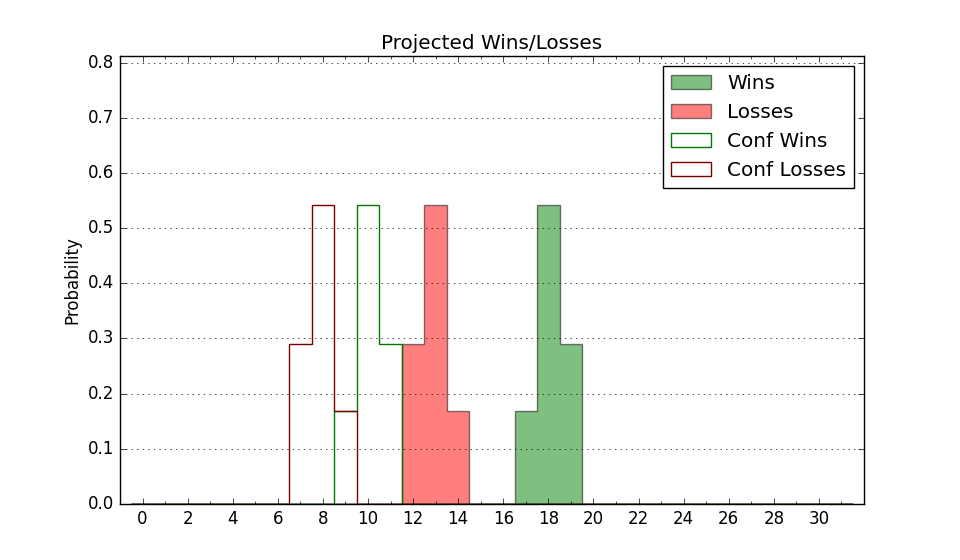 Projected Wins/Losses
Wins
Losses
Conf Wins
Conf Losses
Probability
0.8
0.7
0.6
0.5
0.4
0.3
0.2
0.1
0.0
0 2 4 6 8 10 12 14 16 18 20 22 24 26 28 30